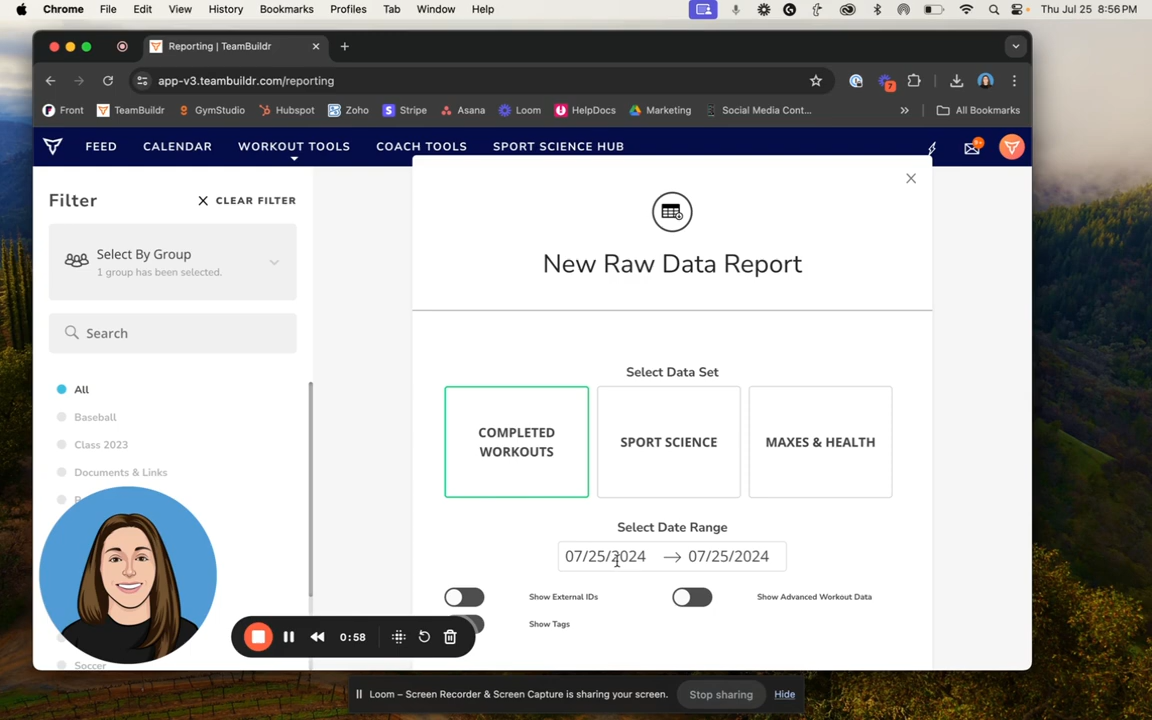 Chrome File Edit View History Bookmarks Profiles Tab Window Help Thu Jul 25 8:56 PM
Reporting | TeamBuildr
app-v3.teambuildr.com/reporting
7
Front TeamBuildr GymStudio Hubspot Zoho Stripe Asana Loom HelpDocs Marketing Social Media Cont... » All Bookmarks
FEED CALENDAR WORKOUT TOOLS COACH TOOLS SPORT SCIENCE HUB
Filter
CLEAR FILTER
Select By Group
1 group has been selected.
Search
All
Baseball
Class 2023
Documents & Links
Soccer
New Raw Data Report
Select Data Set
COMPLETED
WORKOUTS
SPORT SCIENCE
MAXES & HEALTH
Select Date Range
07/25/2024 → 07/25/2024
Show External IDs
Show Advanced Workout Data
Show Tags
0:58
Loom – Screen Recorder & Screen Capture is sharing your screen. Stop sharing Hide